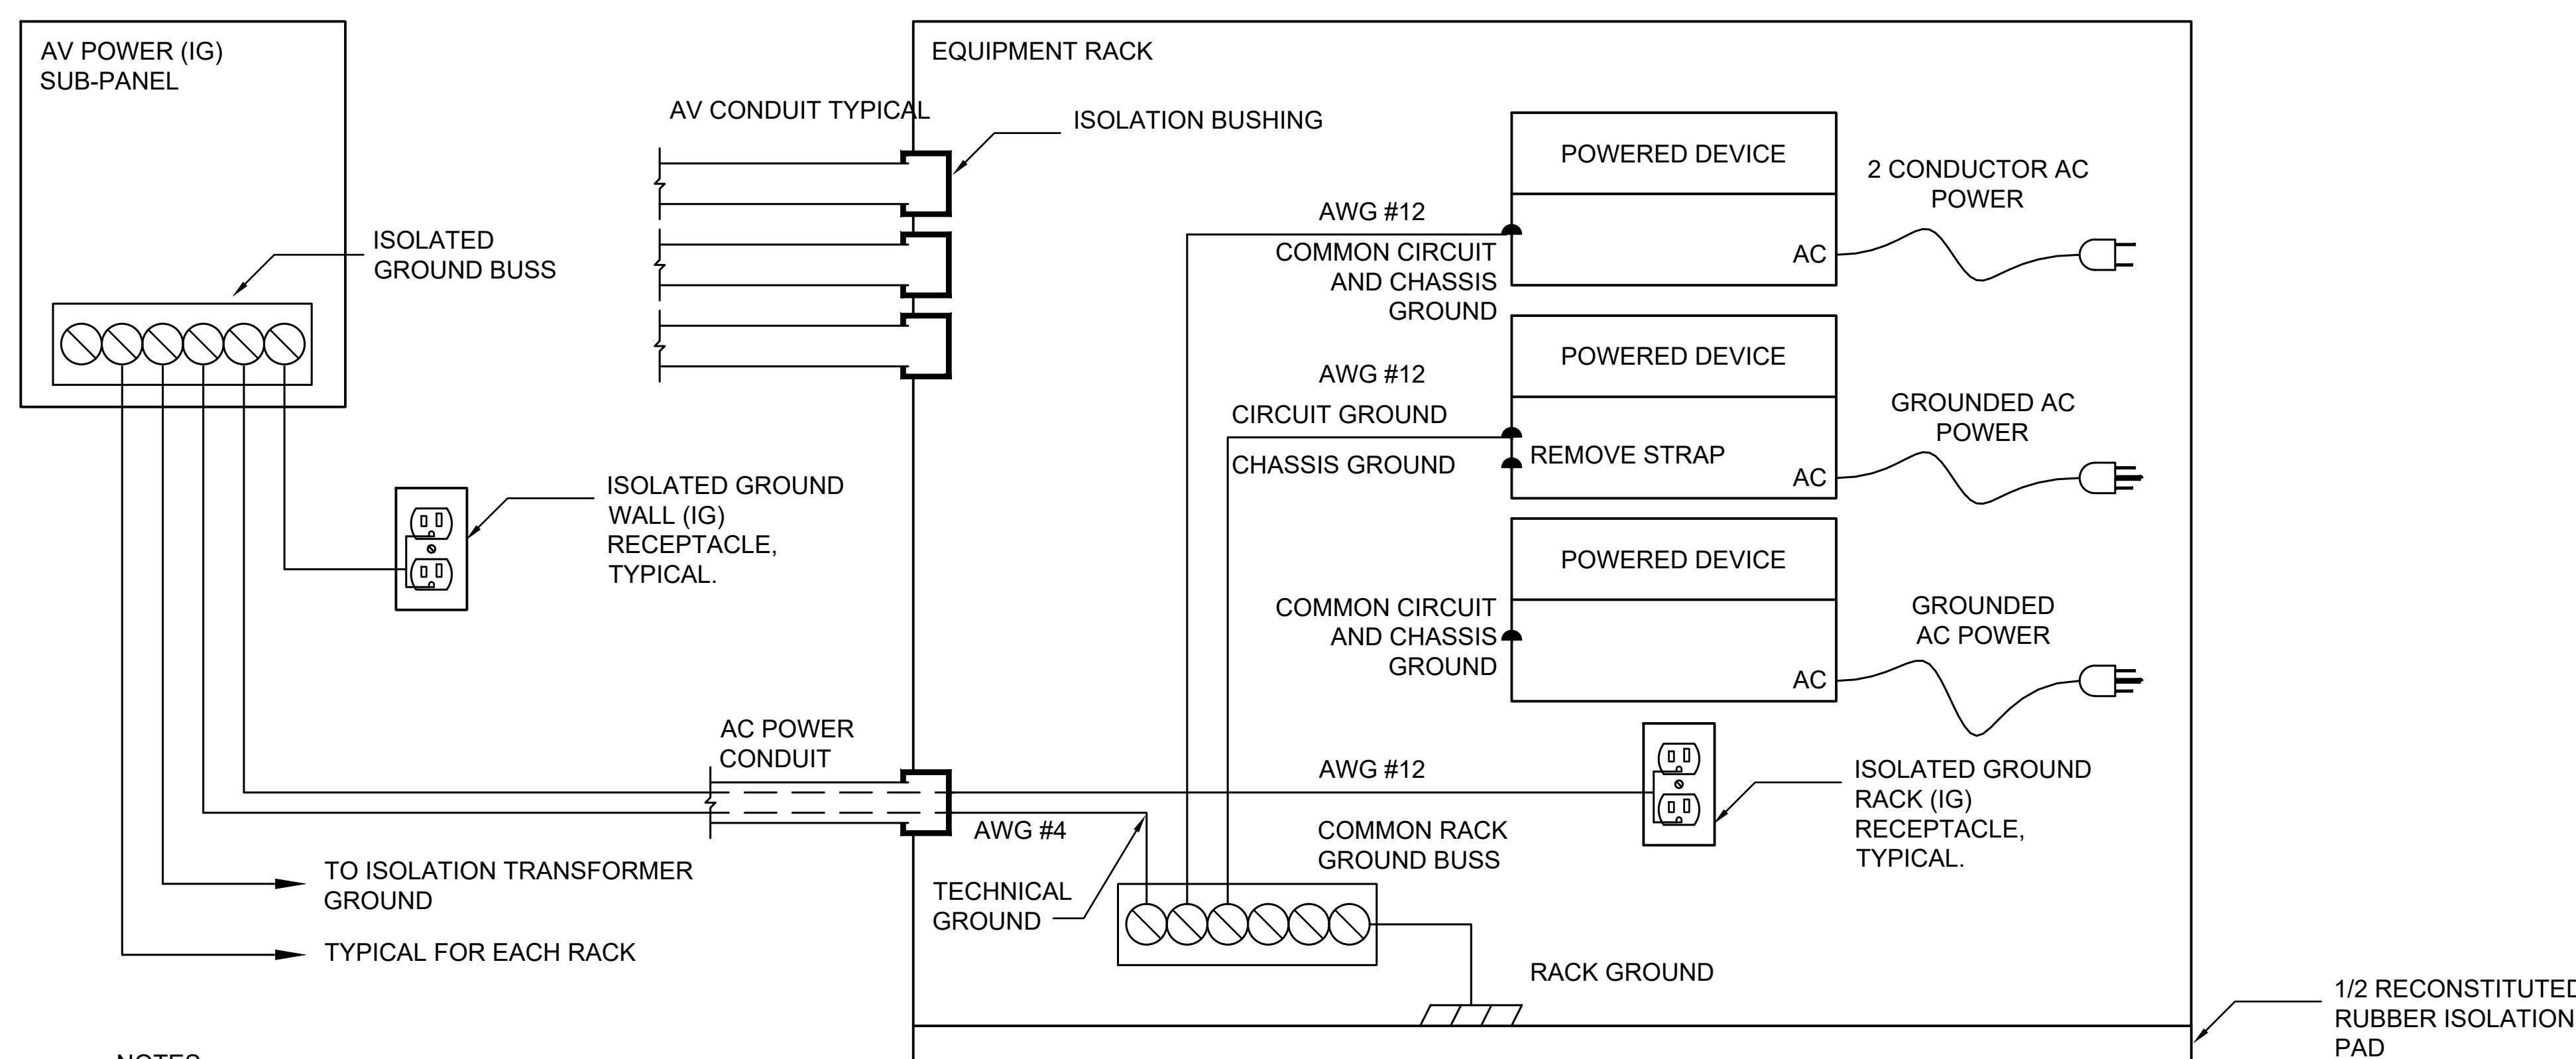 AV POWER (IG)
SUB-PANEL
ISOLATED
GROUND BUSS
ISOLATED GROUND
WALL (IG)
RECEPTACLE,
TYPICAL.
AC POWER
CONDUIT
TO ISOLATION TRANSFORMER
GROUND
TYPICAL FOR EACH RACK
EQUIPMENT RACK
AV CONDUIT TYPICAL
ISOLATION BUSHING
POWERED DEVICE
2 CONDUCTOR AC
POWER
AWG #12
COMMON CIRCUIT
AND CHASSIS
GROUND
AC
POWERED DEVICE
AWG #12
CIRCUIT GROUND
CHASSIS GROUND
REMOVE STRAP
AC
GROUNDED AC
POWER
POWERED DEVICE
COMMON CIRCUIT
AND CHASSIS
GROUND
AC
GROUNDED
AC POWER
AWG #12
ISOLATED GROUND
RACK (IG)
RECEPTACLE,
TYPICAL.
AWG #4
COMMON RACK
GROUND BUSS
TECHNICAL
GROUND
RACK GROUND
1/2 RECONSTITUTED
RUBBER ISOLATION
PAD
NOTES